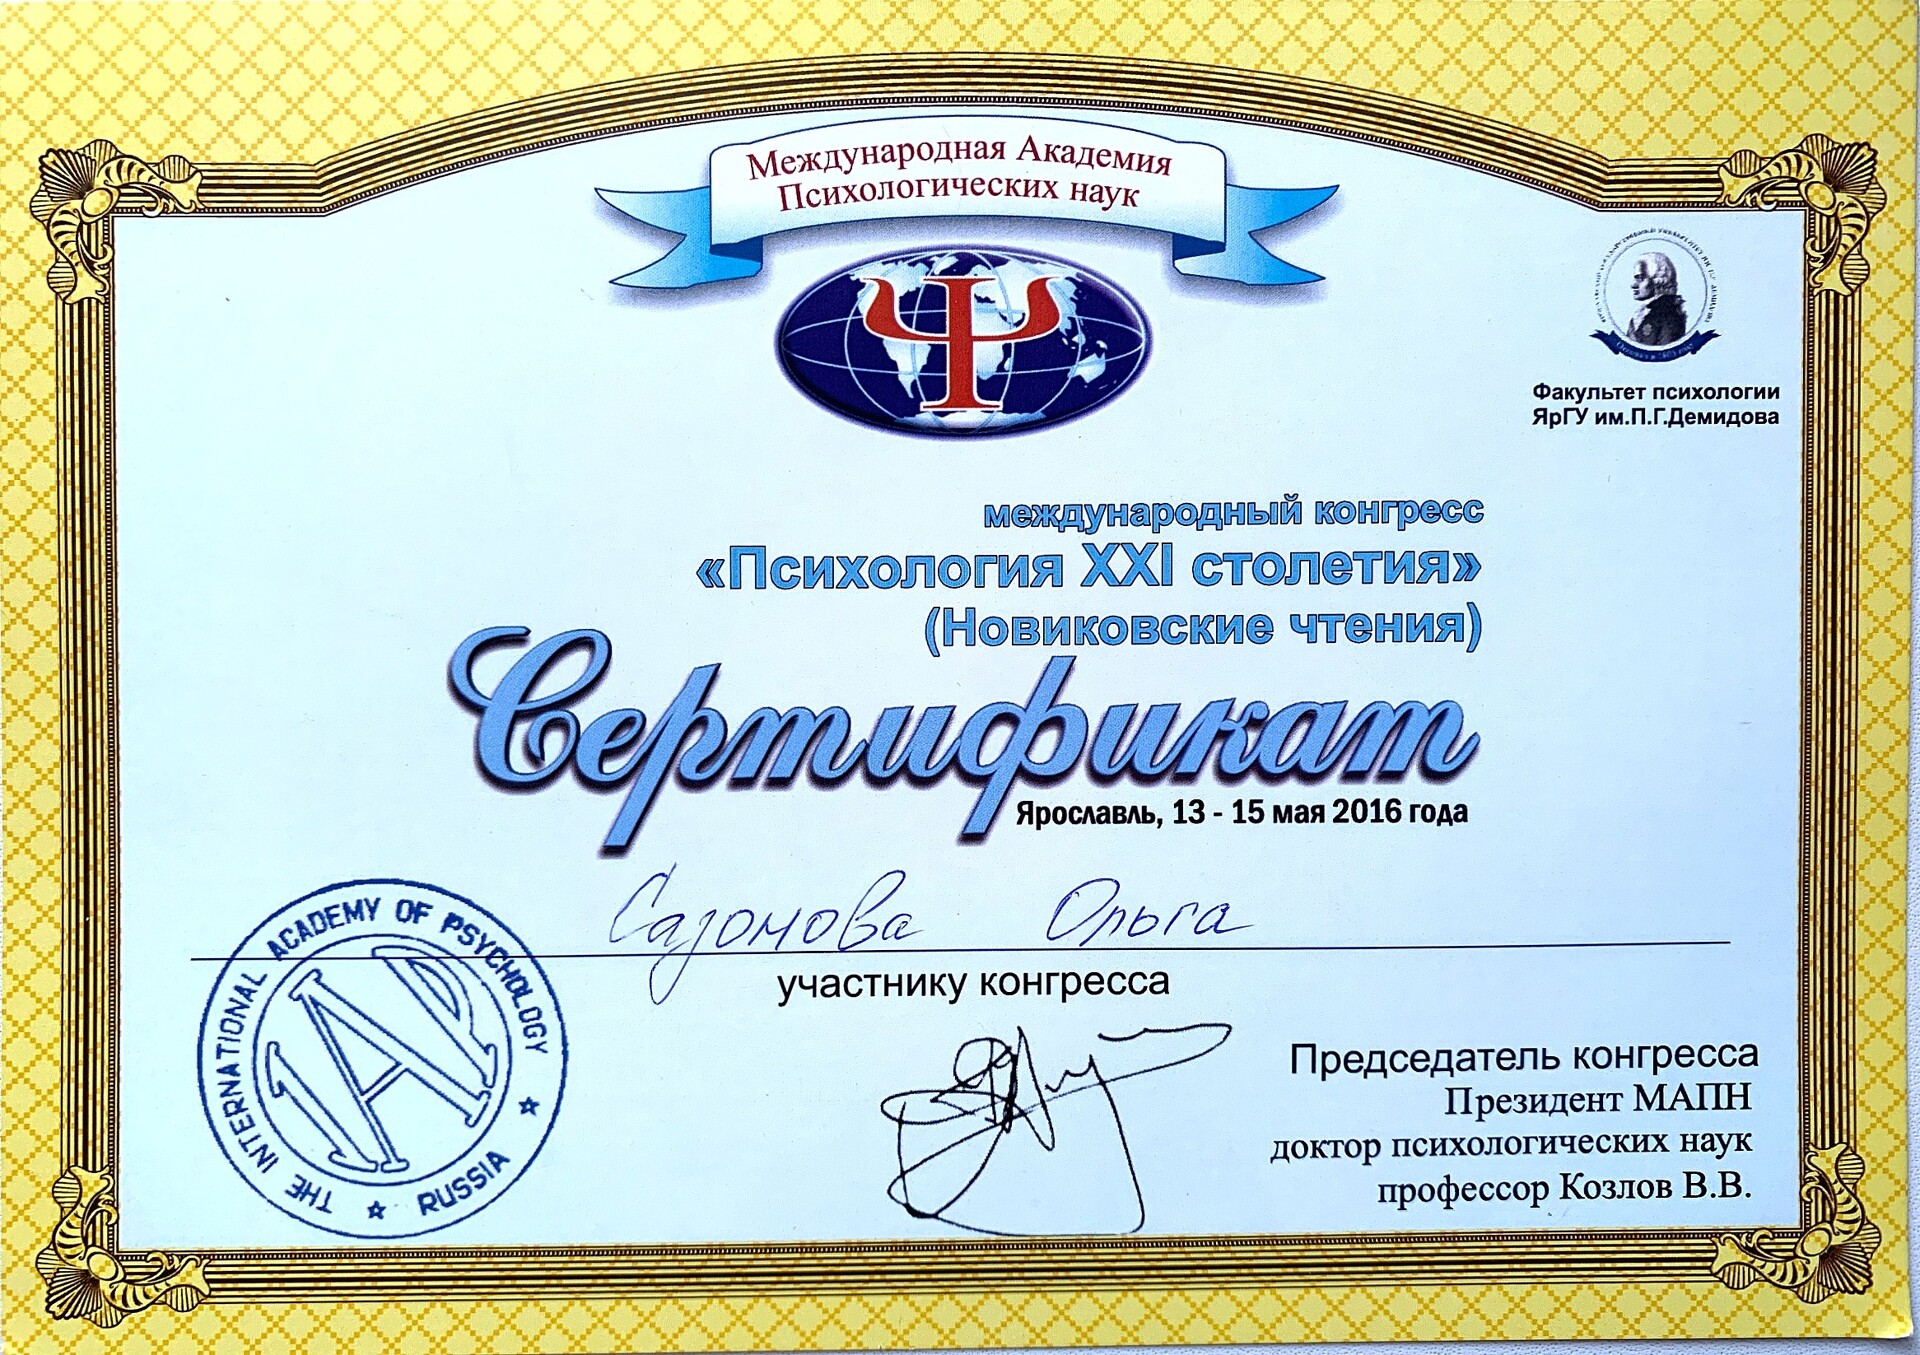 Международная Академия
Психологических наук
Факультет психологии
ЯрГУ им.П.Г.Демидова
международный конгресс
«Психология XXI столетия»
(Новиковские чтения)
Сертификат
Ярославль, 13 - 15 мая 2016 года
Сазонова Ольга
участнику конгресса
THE INTERNATIONAL ACADEMY OF PSYCHOLOGY
RUSSIA
IAP
Председатель конгресса
Президент МАПН
доктор психологических наук
профессор Козлов В.В.